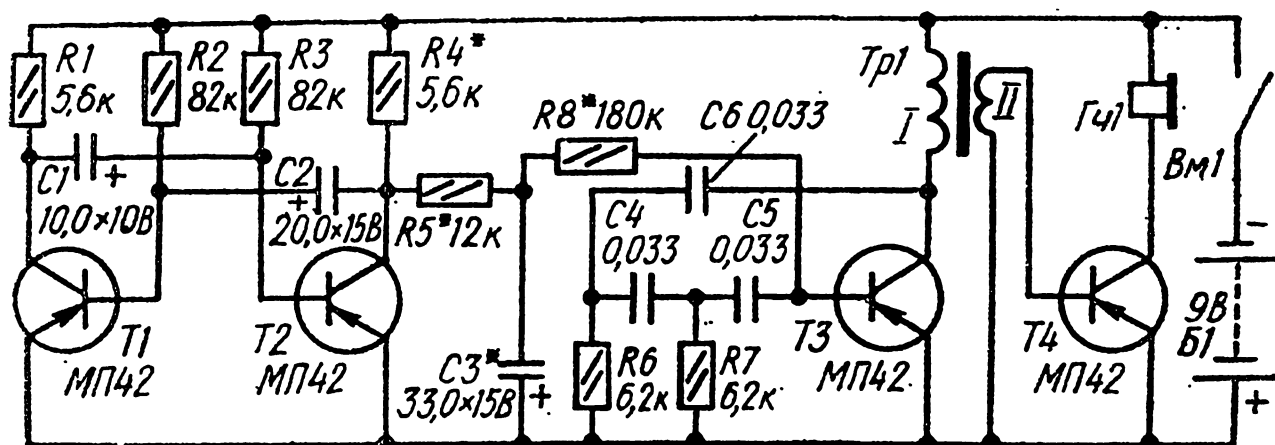 R1
5,6к
R2
82к
R3
82к
R4*
5,6к
R8*180к
C6 0,033
Тр1
I
II
Гч1
Вм1
C1
+
10,0×10В
C2
+
20,0×15В
R5*12к
C4
0,033
C5
0,033
T1
МП42
T2
МП42
C3*
33,0×15В
+
R6
6,2к
R7
6,2к
T3
МП42
T4
МП42
−
9В
Б1
+